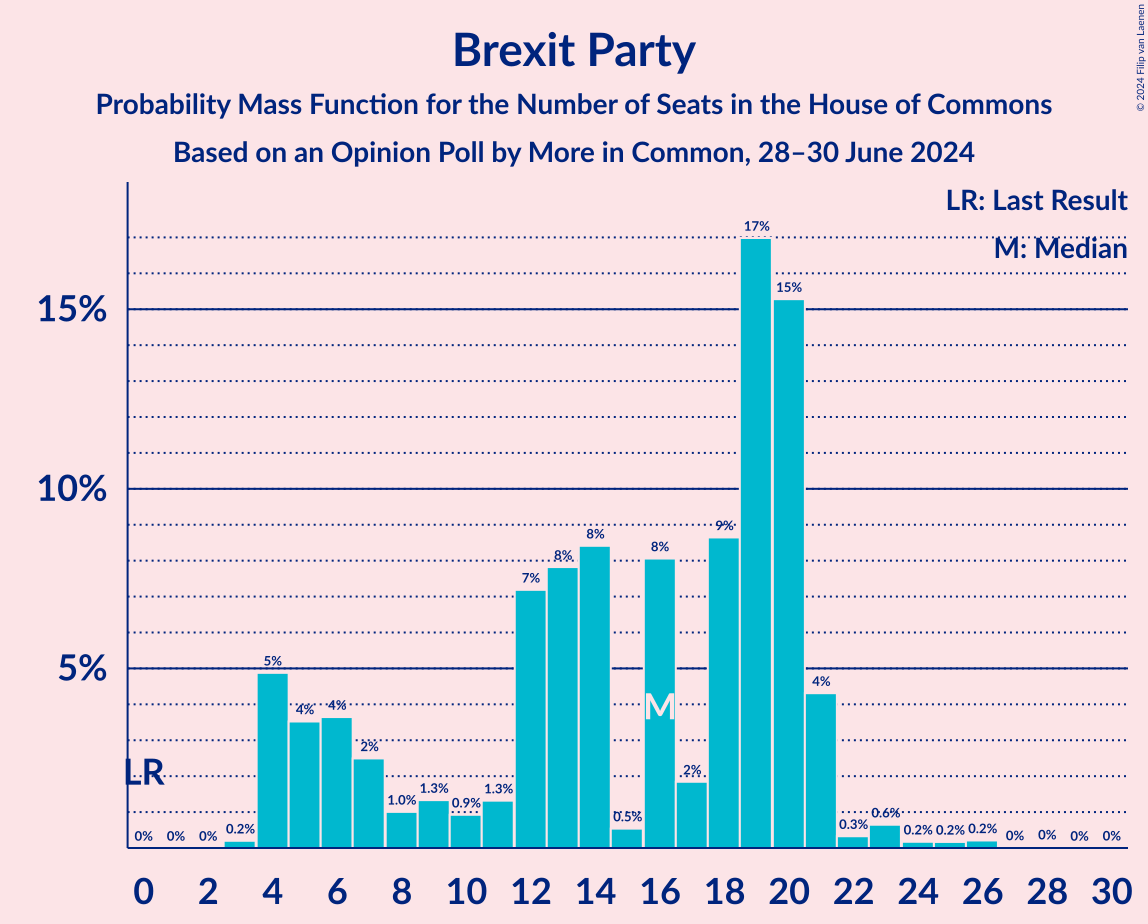 Brexit Party
Probability Mass Function for the Number of Seats in the House of Commons
Based on an Opinion Poll by More in Common, 28–30 June 2024
© 2024 Filip van Laenen
LR: Last Result
M: Median
17%
15%
15%
10%
9%
8%
8%
8%
7%
5%
5%
4%
4%
4%
M
2%
2%
LR
0% 0% 0% 0.2% 1.0% 1.3% 0.9% 1.3% 0.5% 0.3% 0.6% 0.2% 0.2% 0.2% 0% 0% 0% 0%
0 2 4 6 8 10 12 14 16 18 20 22 24 26 28 30